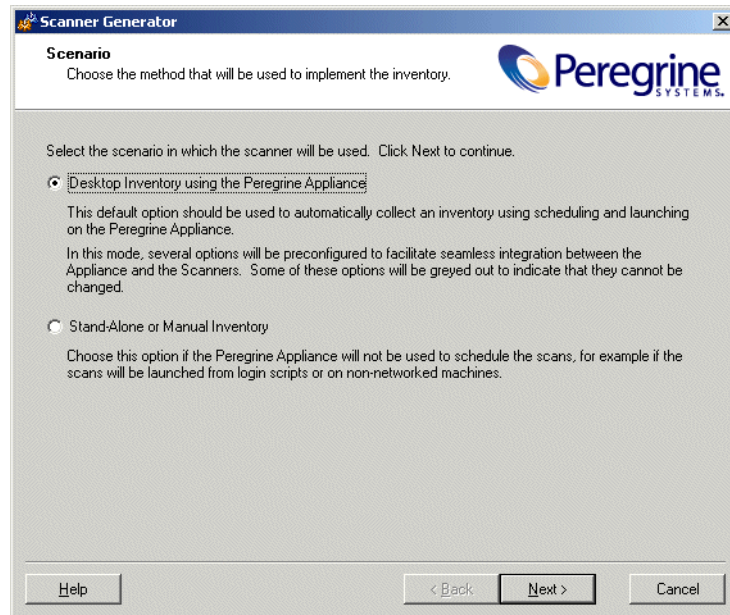 Scanner Generator
Scenario
Choose the method that will be used to implement the inventory.
Peregrine
SYSTEMS.
Select the scenario in which the scanner will be used. Click Next to continue.
Desktop Inventory using the Peregrine Appliance
This default option should be used to automatically collect an inventory using scheduling and launching
on the Peregrine Appliance.
In this mode, several options will be preconfigured to facilitate seamless integration between the
Appliance and the Scanners. Some of these options will be greyed out to indicate that they cannot be
changed.
Stand-Alone or Manual Inventory
Choose this option if the Peregrine Appliance will not be used to schedule the scans, for example if the
scans will be launched from login scripts or on non-networked machines.
Help < Back Next > Cancel